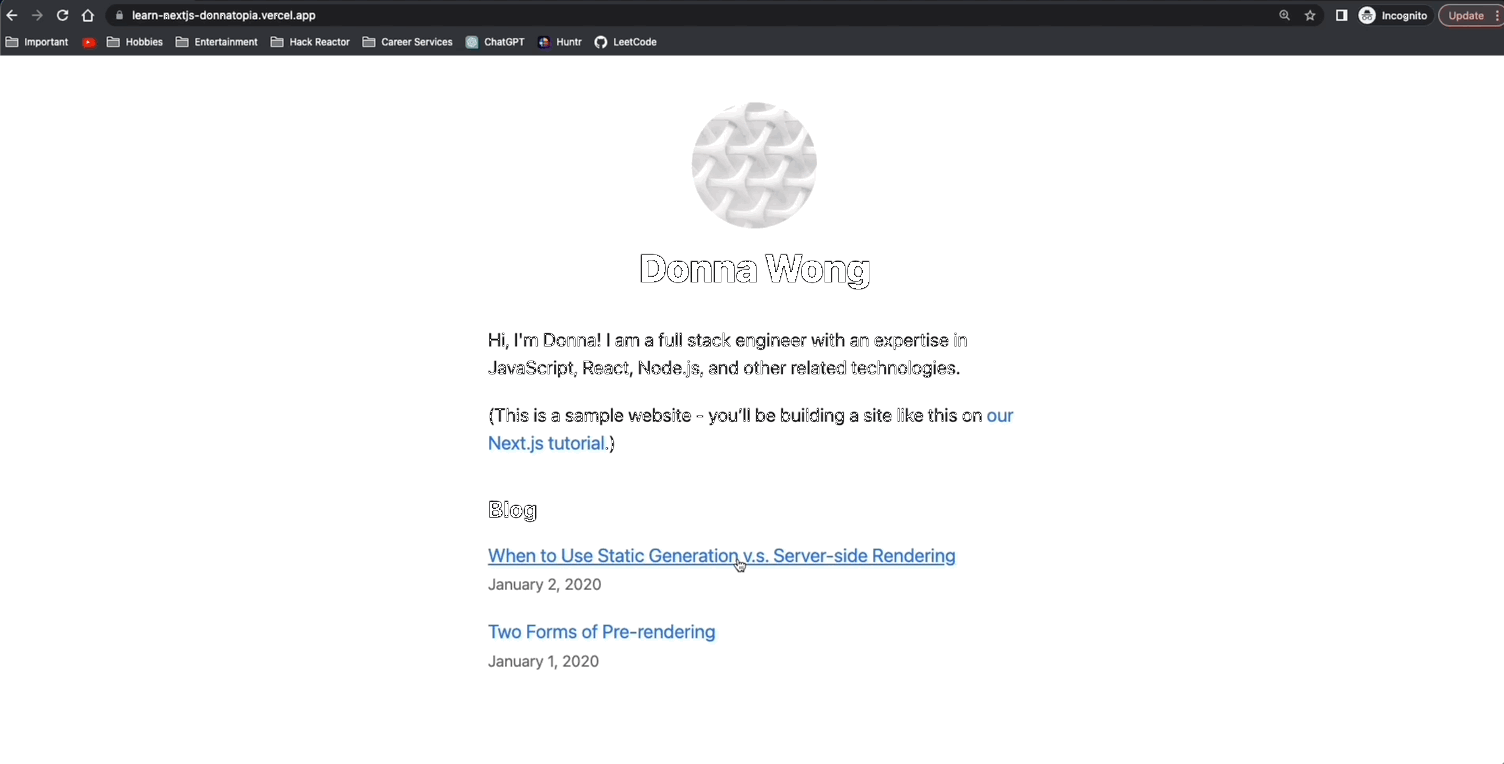 learn-nextjs-donnatopia.vercel.app
Incognito
Update
Important
Hobbies
Entertainment
Hack Reactor
Career Services
ChatGPT
Huntr
LeetCode
Donna Wong
Hi, I'm Donna! I am a full stack engineer with an expertise in
JavaScript, React, Node.js, and other related technologies.
(This is a sample website - you'll be building a site like this on our
Next.js tutorial.)
Blog
When to Use Static Generation v.s. Server-side Rendering
January 2, 2020
Two Forms of Pre-rendering
January 1, 2020